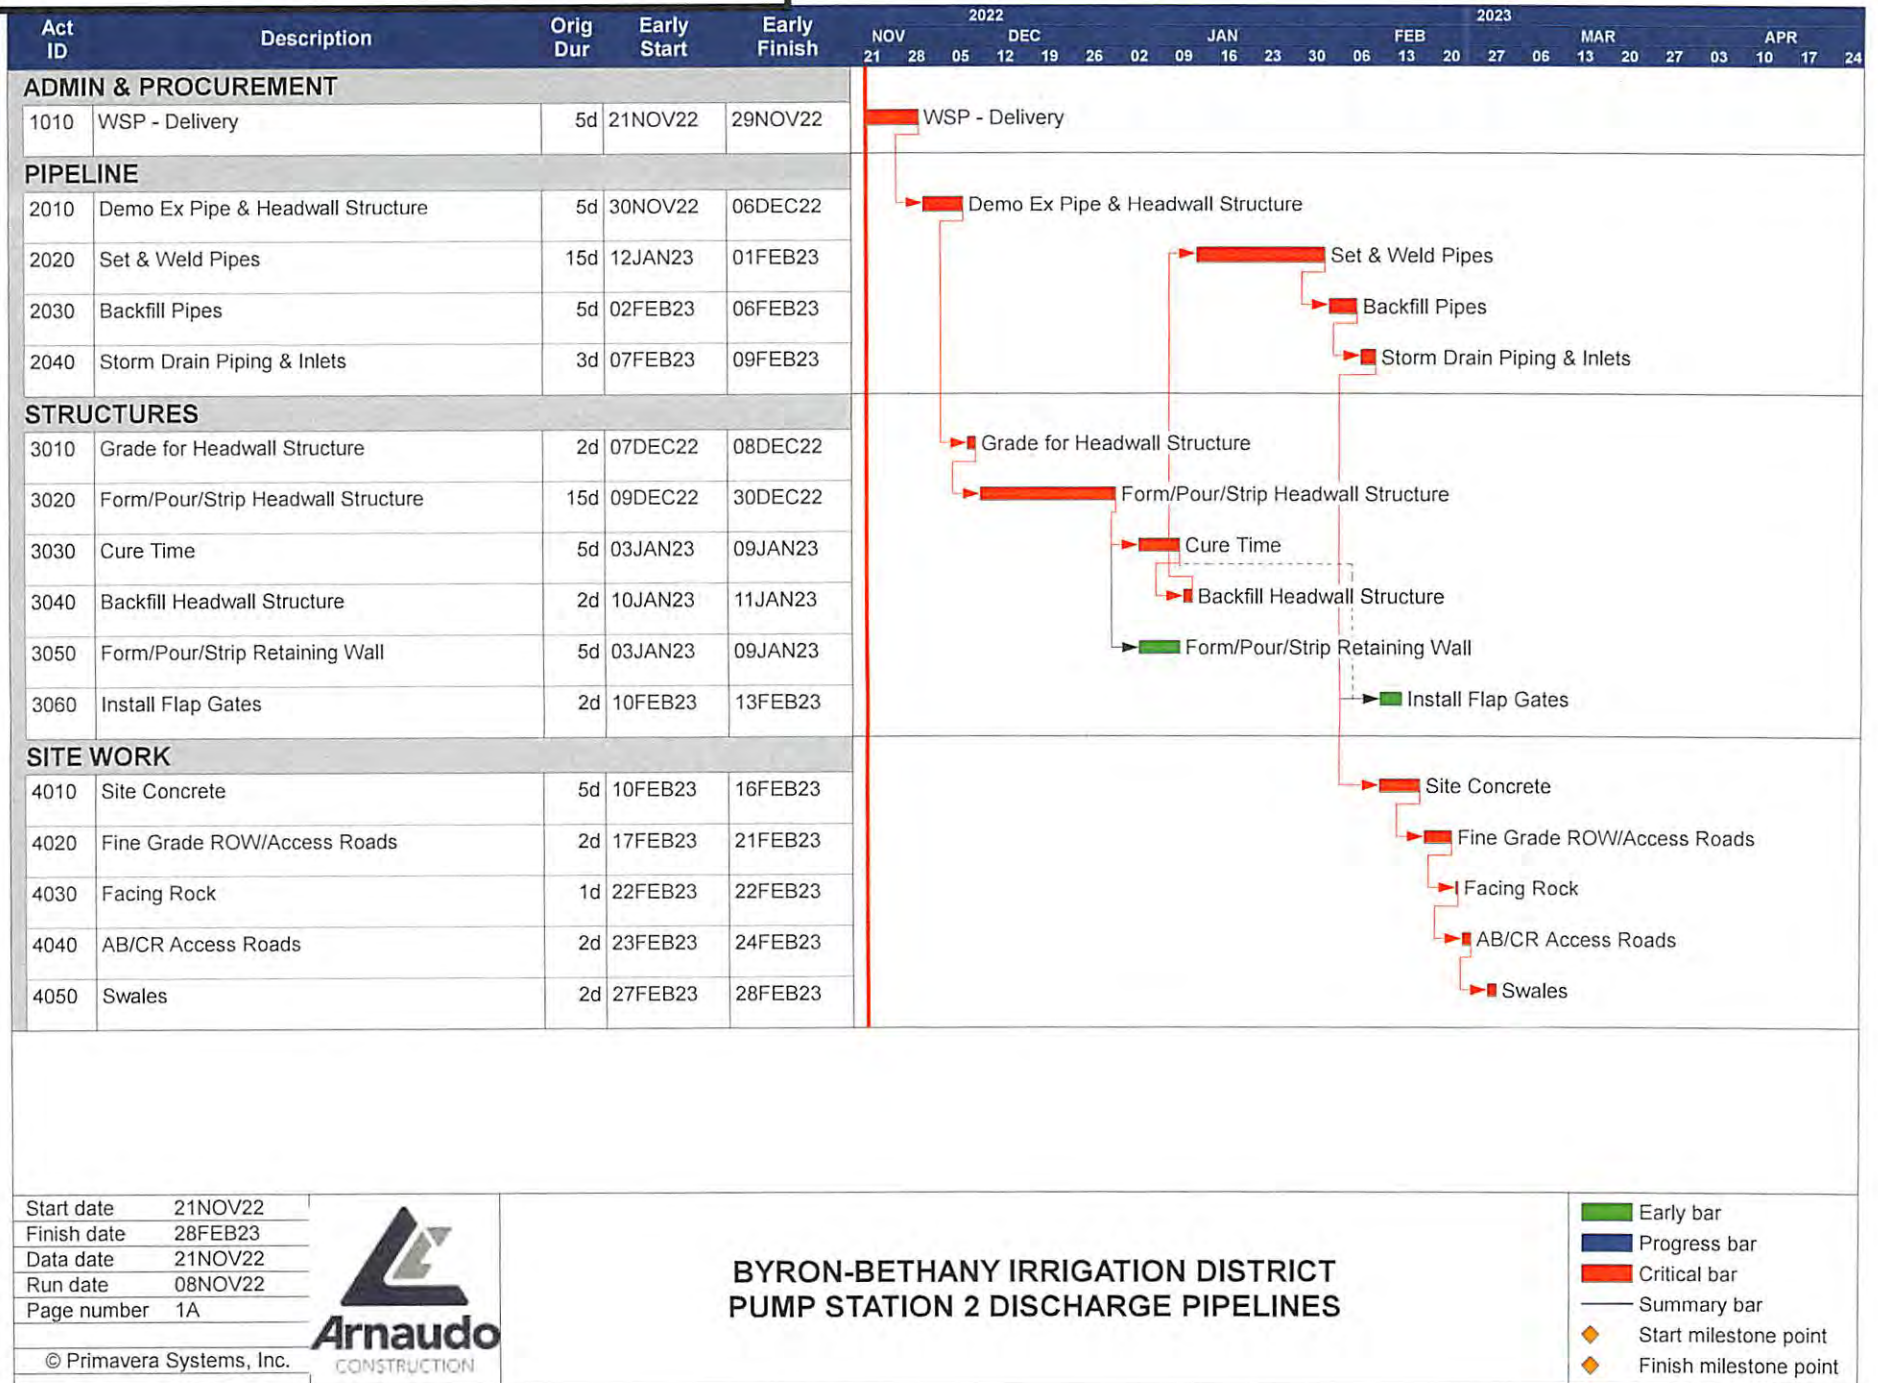 2022 2023
Act ID Description Orig Dur Early Start Early Finish
NOV DEC JAN FEB MAR APR
21 28 05 12 19 26 02 09 16 23 30 06 13 20 27 06 13 20 27 03 10 17 24
ADMIN & PROCUREMENT
1010 WSP - Delivery 5d 21NOV22 29NOV22 WSP - Delivery
PIPELINE
2010 Demo Ex Pipe & Headwall Structure 5d 30NOV22 06DEC22 Demo Ex Pipe & Headwall Structure
2020 Set & Weld Pipes 15d 12JAN23 01FEB23 Set & Weld Pipes
2030 Backfill Pipes 5d 02FEB23 06FEB23 Backfill Pipes
2040 Storm Drain Piping & Inlets 3d 07FEB23 09FEB23 Storm Drain Piping & Inlets
STRUCTURES
3010 Grade for Headwall Structure 2d 07DEC22 08DEC22 Grade for Headwall Structure
3020 Form/Pour/Strip Headwall Structure 15d 09DEC22 30DEC22 Form/Pour/Strip Headwall Structure
3030 Cure Time 5d 03JAN23 09JAN23 Cure Time
3040 Backfill Headwall Structure 2d 10JAN23 11JAN23 Backfill Headwall Structure
3050 Form/Pour/Strip Retaining Wall 5d 03JAN23 09JAN23 Form/Pour/Strip Retaining Wall
3060 Install Flap Gates 2d 10FEB23 13FEB23 Install Flap Gates
SITE WORK
4010 Site Concrete 5d 10FEB23 16FEB23 Site Concrete
4020 Fine Grade ROW/Access Roads 2d 17FEB23 21FEB23 Fine Grade ROW/Access Roads
4030 Facing Rock 1d 22FEB23 22FEB23 Facing Rock
4040 AB/CR Access Roads 2d 23FEB23 24FEB23 AB/CR Access Roads
4050 Swales 2d 27FEB23 28FEB23 Swales
Start date 21NOV22
Finish date 28FEB23
Data date 21NOV22
Run date 08NOV22
Page number 1A
© Primavera Systems, Inc.
Arnaudo
CONSTRUCTION
BYRON-BETHANY IRRIGATION DISTRICT
PUMP STATION 2 DISCHARGE PIPELINES
Early bar
Progress bar
Critical bar
Summary bar
Start milestone point
Finish milestone point